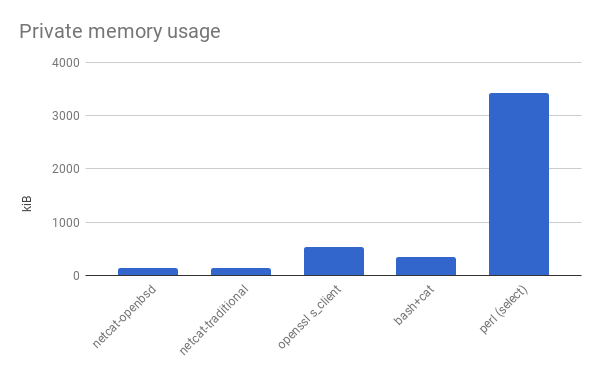 Private memory usage
4000
3000
2000
1000
0
kiB
netcat-openbsd
netcat-traditional
openssl s_client
bash+cat
perl (select)